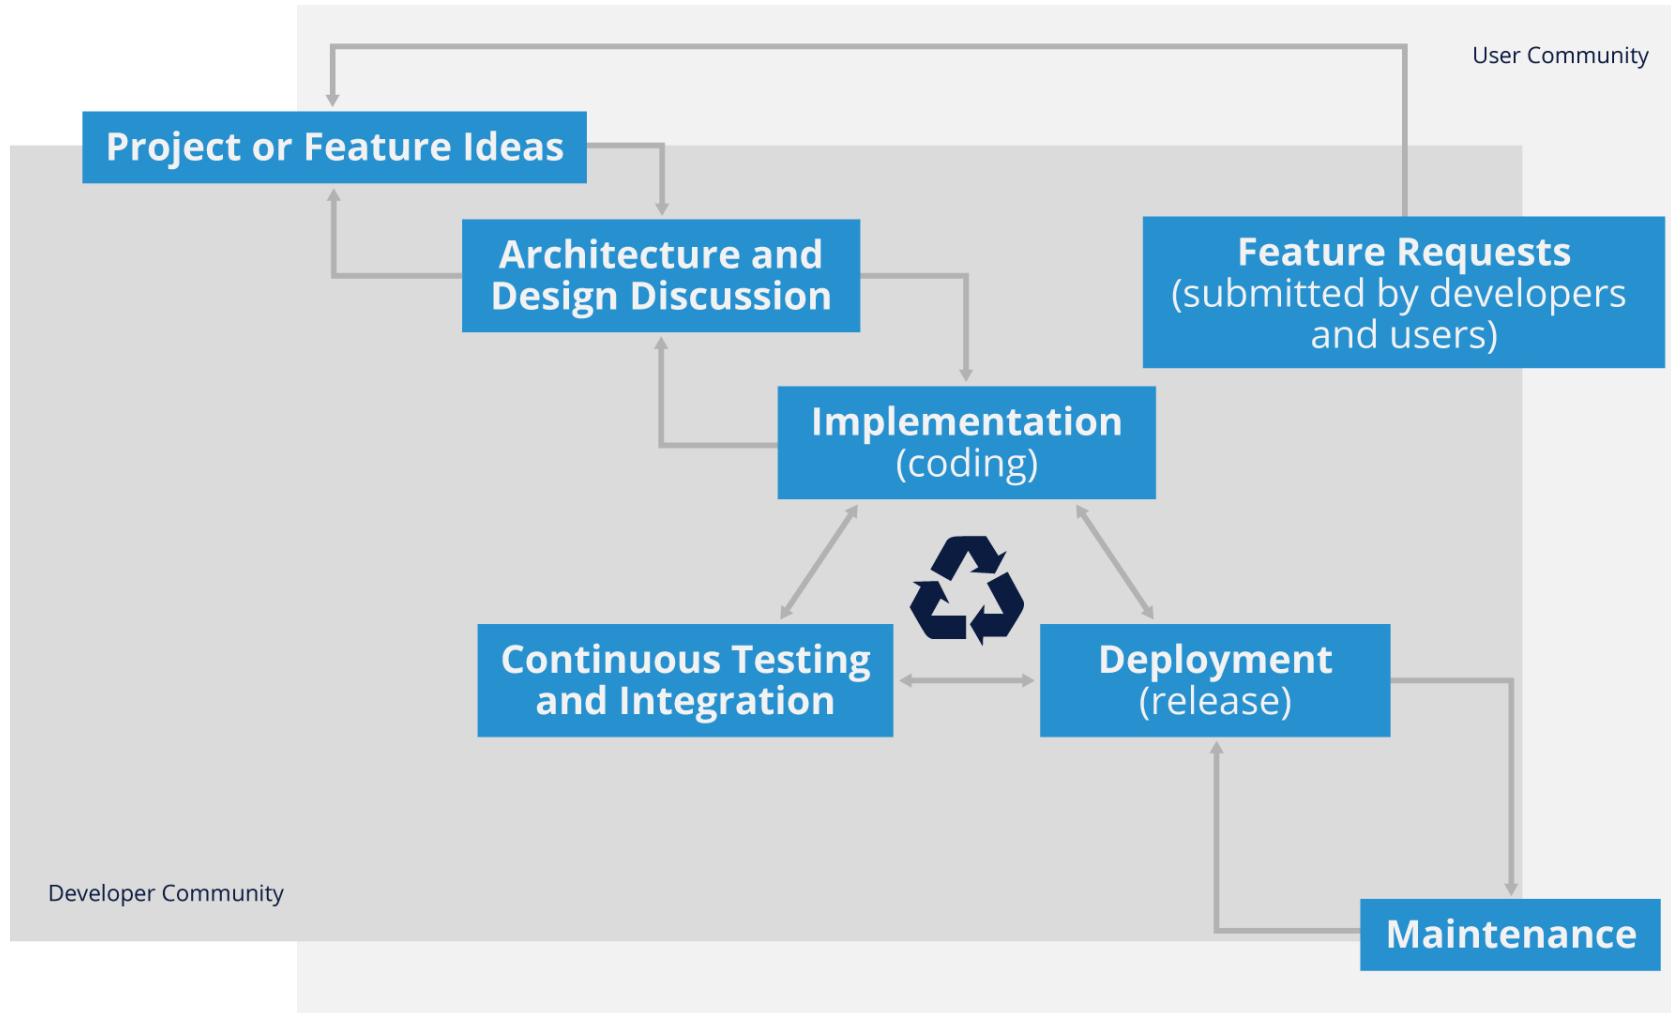 User Community
Project or Feature Ideas
Architecture and
Design Discussion
Feature Requests
(submitted by developers
and users)
Implementation
(coding)
Continuous Testing
and Integration
Deployment
(release)
Developer Community
Maintenance